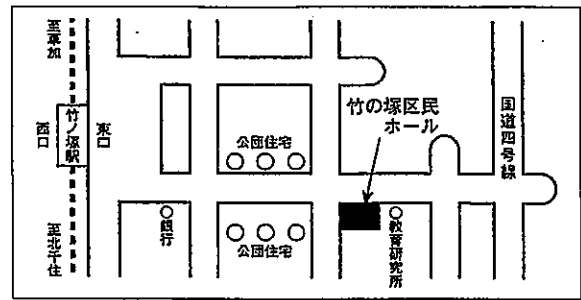 至草加
西口
竹ノ塚駅
東口
至北千住
公団住宅
銀行
公団住宅
竹の塚区民
ホール
教育研究所
国道四号線